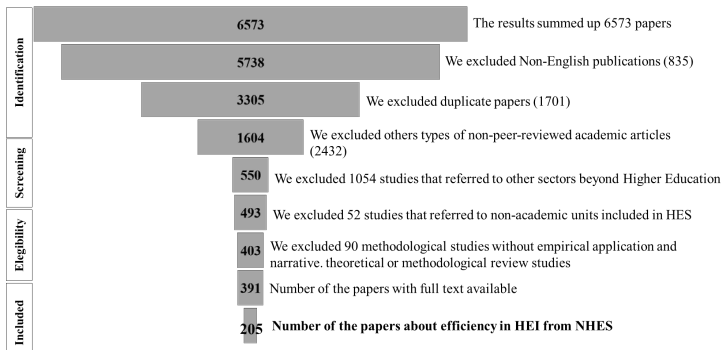 Identification
6573
The results summed up 6573 papers
5738
We excluded Non-English publications (835)
3305
We excluded duplicate papers (1701)
1604
We excluded others types of non-peer-reviewed academic articles
(2432)
Screening
550
We excluded 1054 studies that referred to other sectors beyond Higher Education
493
We excluded 52 studies that referred to non-academic units included in HES
Elegibility
403
We excluded 90 methodological studies without empirical application and
narrative. theoretical or methodological review studies
391
Number of the papers with full text available
Included
205
Number of the papers about efficiency in HEI from NHES